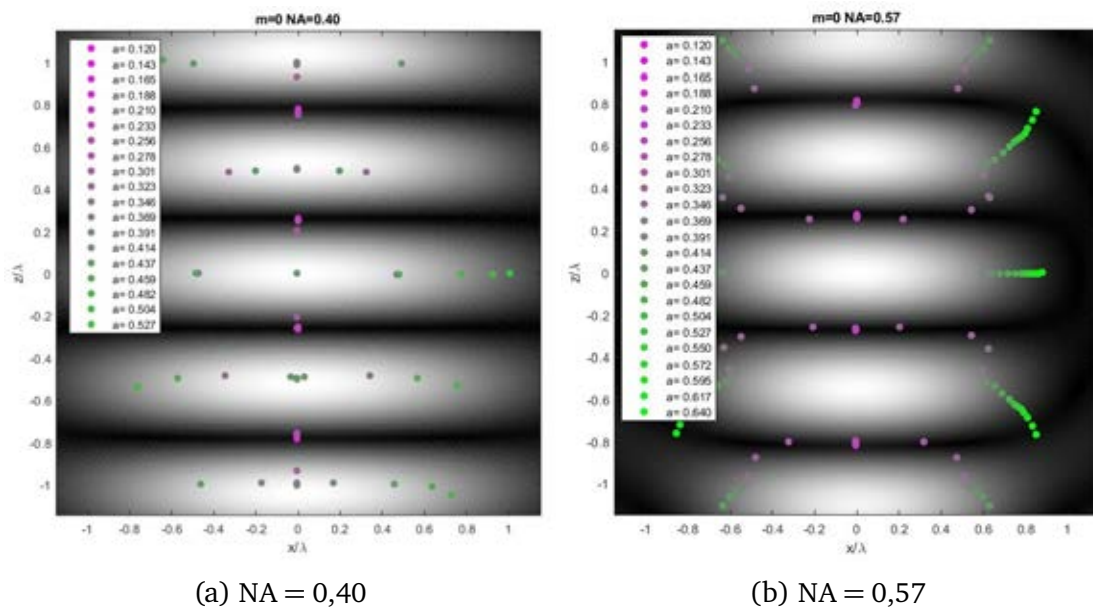 m=0 NA=0.40
a= 0.120
a= 0.143
a= 0.165
a= 0.188
a= 0.210
a= 0.233
a= 0.256
a= 0.278
a= 0.301
a= 0.323
a= 0.346
a= 0.369
a= 0.391
a= 0.414
a= 0.437
a= 0.459
a= 0.482
a= 0.504
a= 0.527
1
0.8
0.6
0.4
0.2
0
-0.2
-0.4
-0.6
-0.8
-1
z/λ
-1 -0.8 -0.6 -0.4 -0.2 0 0.2 0.4 0.6 0.8 1
x/λ
(a) NA = 0,40
m=0 NA=0.57
a= 0.120
a= 0.143
a= 0.165
a= 0.188
a= 0.210
a= 0.233
a= 0.256
a= 0.278
a= 0.301
a= 0.323
a= 0.346
a= 0.369
a= 0.391
a= 0.414
a= 0.437
a= 0.459
a= 0.482
a= 0.504
a= 0.527
a= 0.550
a= 0.572
a= 0.595
a= 0.617
a= 0.640
1
0.8
0.6
0.4
0.2
0
-0.2
-0.4
-0.6
-0.8
-1
z/λ
-1 -0.8 -0.6 -0.4 -0.2 0 0.2 0.4 0.6 0.8 1
x/λ
(b) NA = 0,57